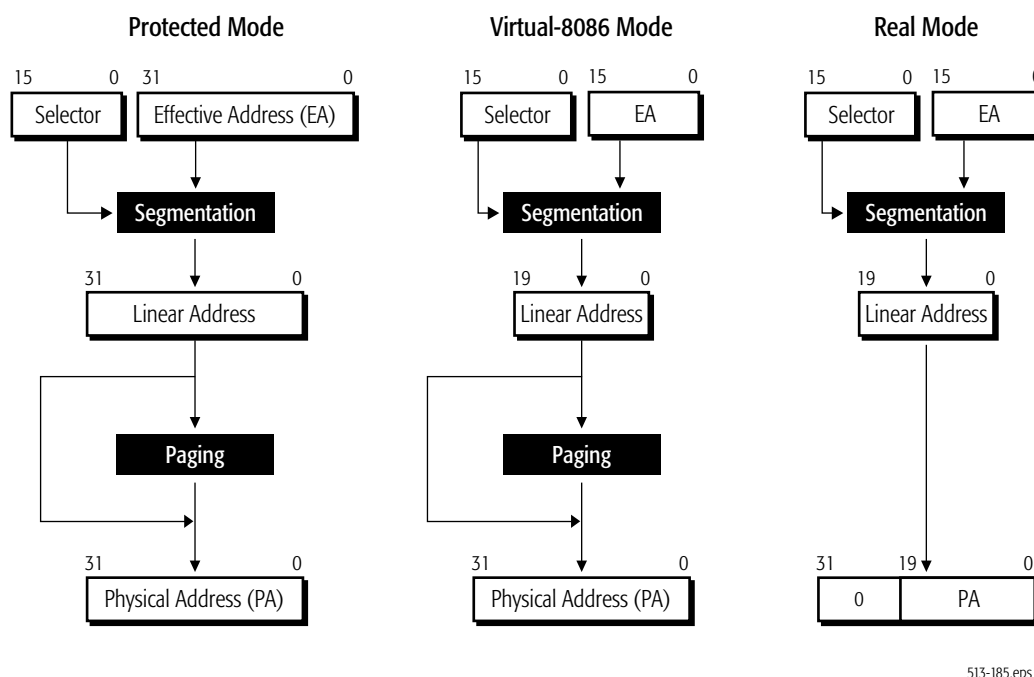 Protected Mode
15 0 31 0
Selector
Effective Address (EA)
Segmentation
31 0
Linear Address
Paging
31 0
Physical Address (PA)
Virtual-8086 Mode
15 0 15 0
Selector
EA
Segmentation
19 0
Linear Address
Paging
31 0
Physical Address (PA)
Real Mode
15 0 15 0
Selector
EA
Segmentation
19 0
Linear Address
31 19 0
0
PA
513-185.eps